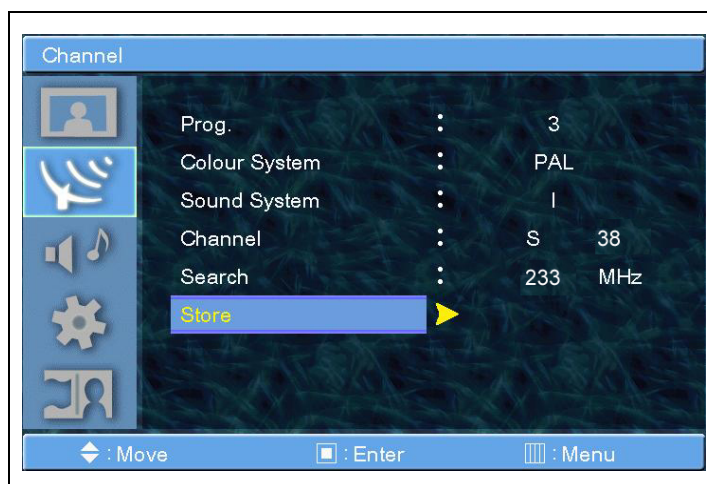 Channel
Prog. : 3
Colour System : PAL
Sound System : I
Channel : S 38
Search : 233 MHz
Store
: Move : Enter : Menu